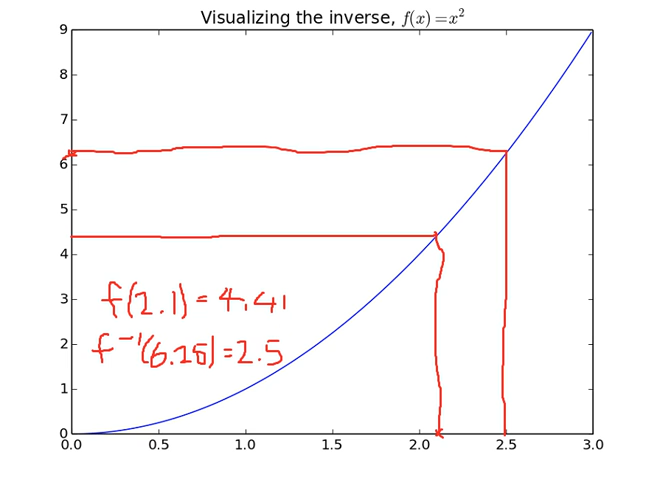 Visualizing the inverse, f(x) = x²
9
8
7
6
5
4
3
2
1
0
f(2.1) = 4.41
f⁻¹(6.25) = 2.5
0.0 0.5 1.0 1.5 2.0 2.5 3.0